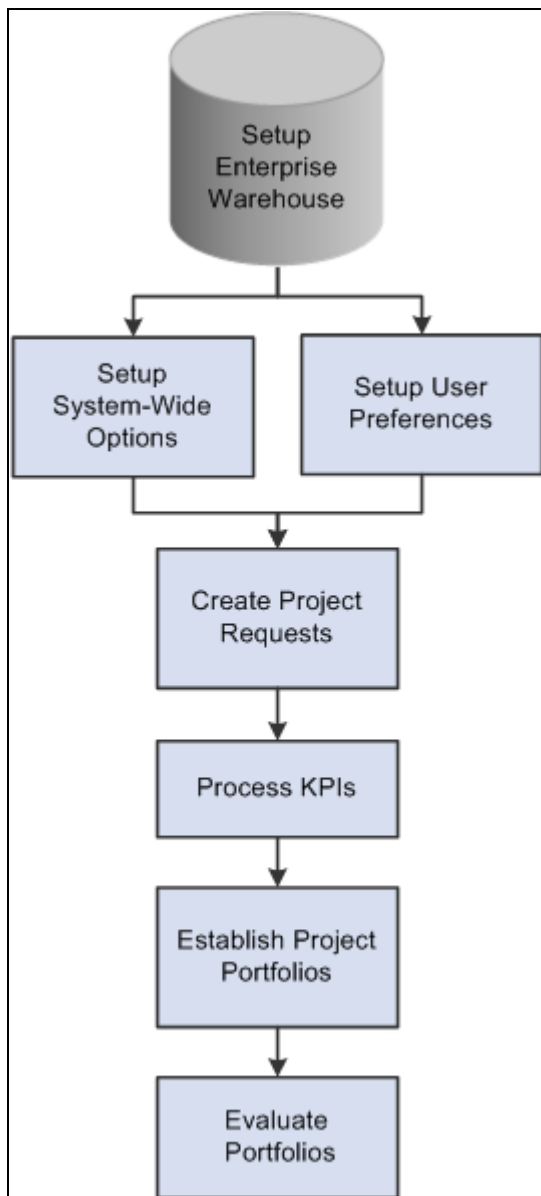 Setup
Enterprise
Warehouse
Setup
System-Wide
Options
Setup User
Preferences
Create Project
Requests
Process KPIs
Establish Project
Portfolios
Evaluate
Portfolios